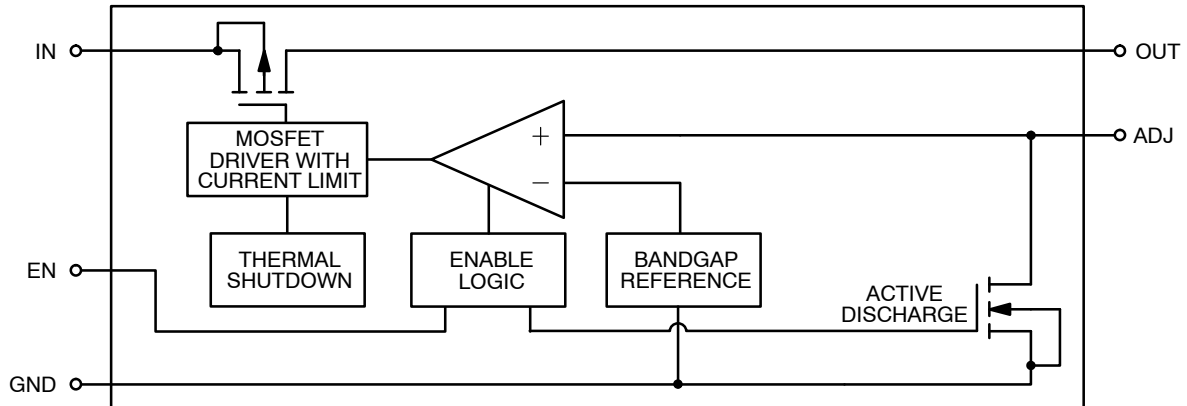 IN
OUT
MOSFET
DRIVER WITH
CURRENT LIMIT
+
−
ADJ
THERMAL
SHUTDOWN
ENABLE
LOGIC
BANDGAP
REFERENCE
EN
ACTIVE
DISCHARGE
GND